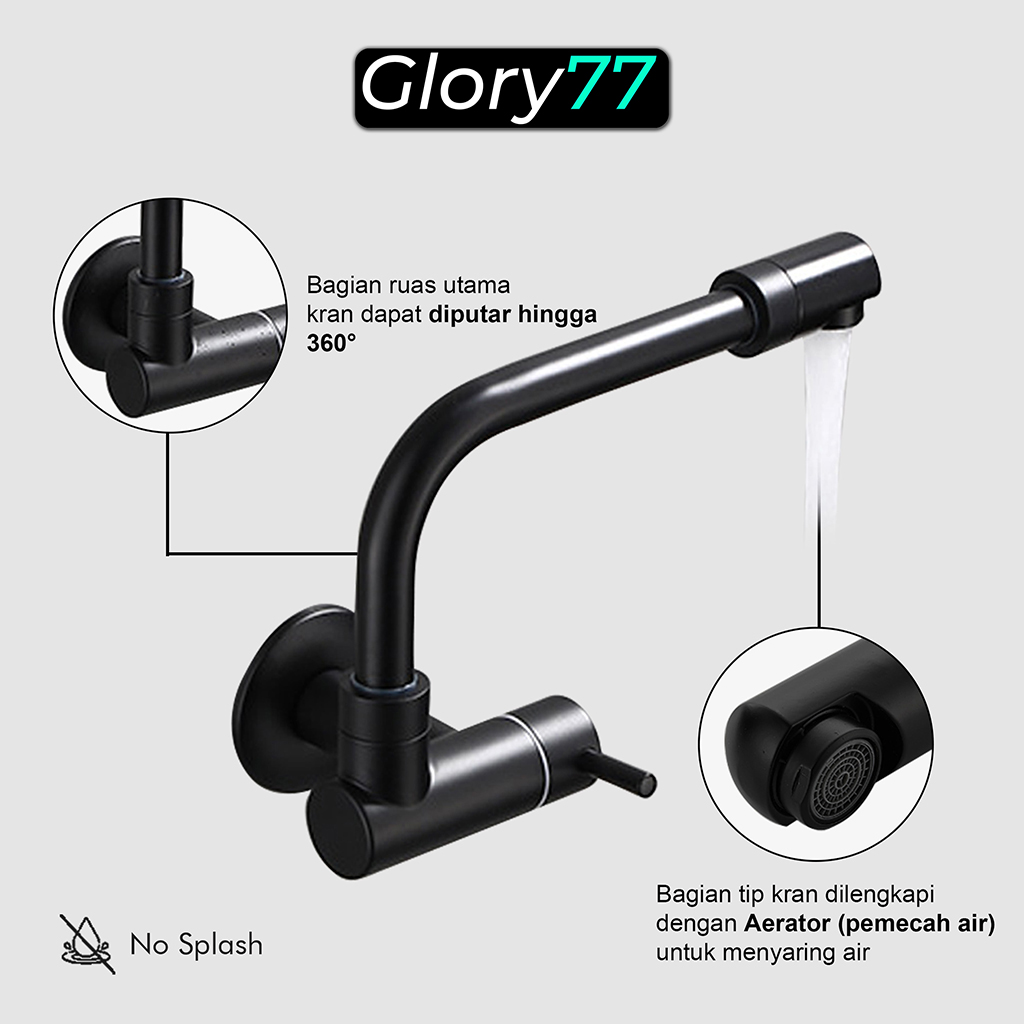 Glory77
Bagian ruas utama
kran dapat diputar hingga
360°
Bagian tip kran dilengkapi
dengan Aerator (pemecah air)
untuk menyaring air
No Splash